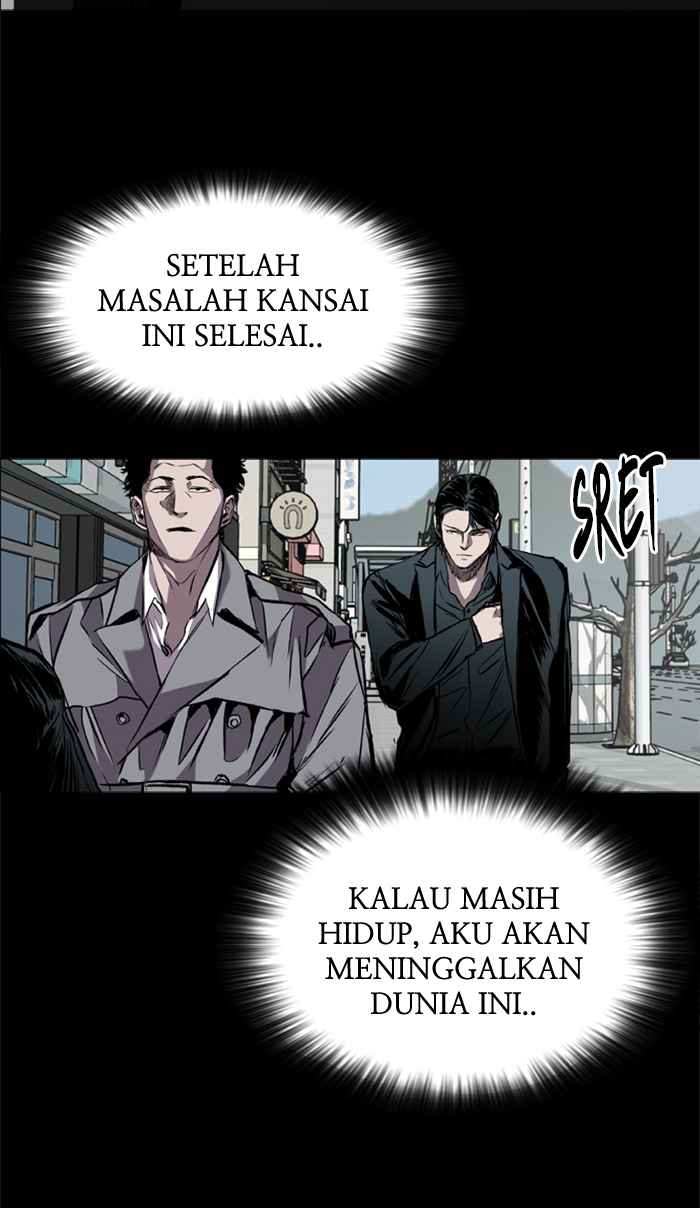 SETELAH
MASALAH KANSAI
INI SELESAI..
SRET
KALAU MASIH
HIDUP, AKU AKAN
MENINGGALKAN
DUNIA INI..